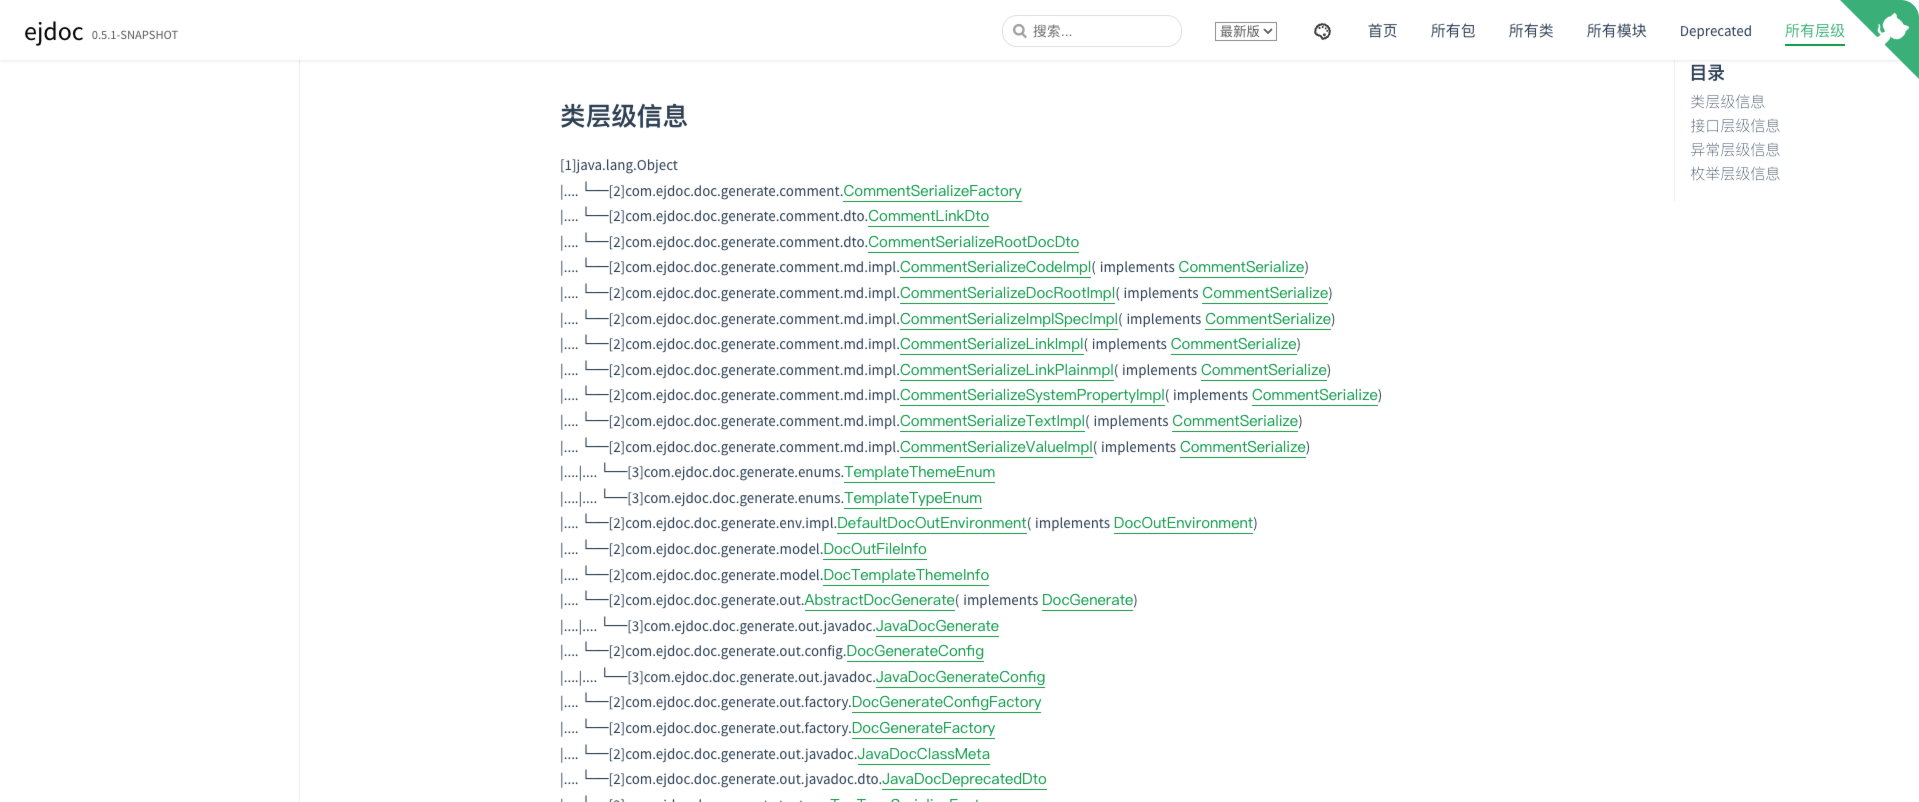 ejdoc 0.5.1-SNAPSHOT
搜索...
最新版
首页 所有包 所有类 所有模块 Deprecated 所有层级
目录
类层级信息
接口层级信息
异常层级信息
枚举层级信息
类层级信息
[1]java.lang.Object
|.... └──[2]com.ejdoc.doc.generate.comment.CommentSerializeFactory
|.... └──[2]com.ejdoc.doc.generate.comment.dto.CommentLinkDto
|.... └──[2]com.ejdoc.doc.generate.comment.dto.CommentSerializeRootDocDto
|.... └──[2]com.ejdoc.doc.generate.comment.md.impl.CommentSerializeCodeImpl( implements CommentSerialize)
|.... └──[2]com.ejdoc.doc.generate.comment.md.impl.CommentSerializeDocRootImpl( implements CommentSerialize)
|.... └──[2]com.ejdoc.doc.generate.comment.md.impl.CommentSerializeImplSpecImpl( implements CommentSerialize)
|.... └──[2]com.ejdoc.doc.generate.comment.md.impl.CommentSerializeLinkImpl( implements CommentSerialize)
|.... └──[2]com.ejdoc.doc.generate.comment.md.impl.CommentSerializeLinkPlainmpl( implements CommentSerialize)
|.... └──[2]com.ejdoc.doc.generate.comment.md.impl.CommentSerializeSystemPropertyImpl( implements CommentSerialize)
|.... └──[2]com.ejdoc.doc.generate.comment.md.impl.CommentSerializeTextImpl( implements CommentSerialize)
|.... └──[2]com.ejdoc.doc.generate.comment.md.impl.CommentSerializeValueImpl( implements CommentSerialize)
|....|.... └──[3]com.ejdoc.doc.generate.enums.TemplateThemeEnum
|....|.... └──[3]com.ejdoc.doc.generate.enums.TemplateTypeEnum
|.... └──[2]com.ejdoc.doc.generate.env.impl.DefaultDocOutEnvironment( implements DocOutEnvironment)
|.... └──[2]com.ejdoc.doc.generate.model.DocOutFileInfo
|.... └──[2]com.ejdoc.doc.generate.model.DocTemplateThemeInfo
|.... └──[2]com.ejdoc.doc.generate.out.AbstractDocGenerate( implements DocGenerate)
|....|.... └──[3]com.ejdoc.doc.generate.out.javadoc.JavaDocGenerate
|.... └──[2]com.ejdoc.doc.generate.out.config.DocGenerateConfig
|....|.... └──[3]com.ejdoc.doc.generate.out.javadoc.JavaDocGenerateConfig
|.... └──[2]com.ejdoc.doc.generate.out.factory.DocGenerateConfigFactory
|.... └──[2]com.ejdoc.doc.generate.out.factory.DocGenerateFactory
|.... └──[2]com.ejdoc.doc.generate.out.javadoc.JavaDocClassMeta
|.... └──[2]com.ejdoc.doc.generate.out.javadoc.dto.JavaDocDeprecatedDto